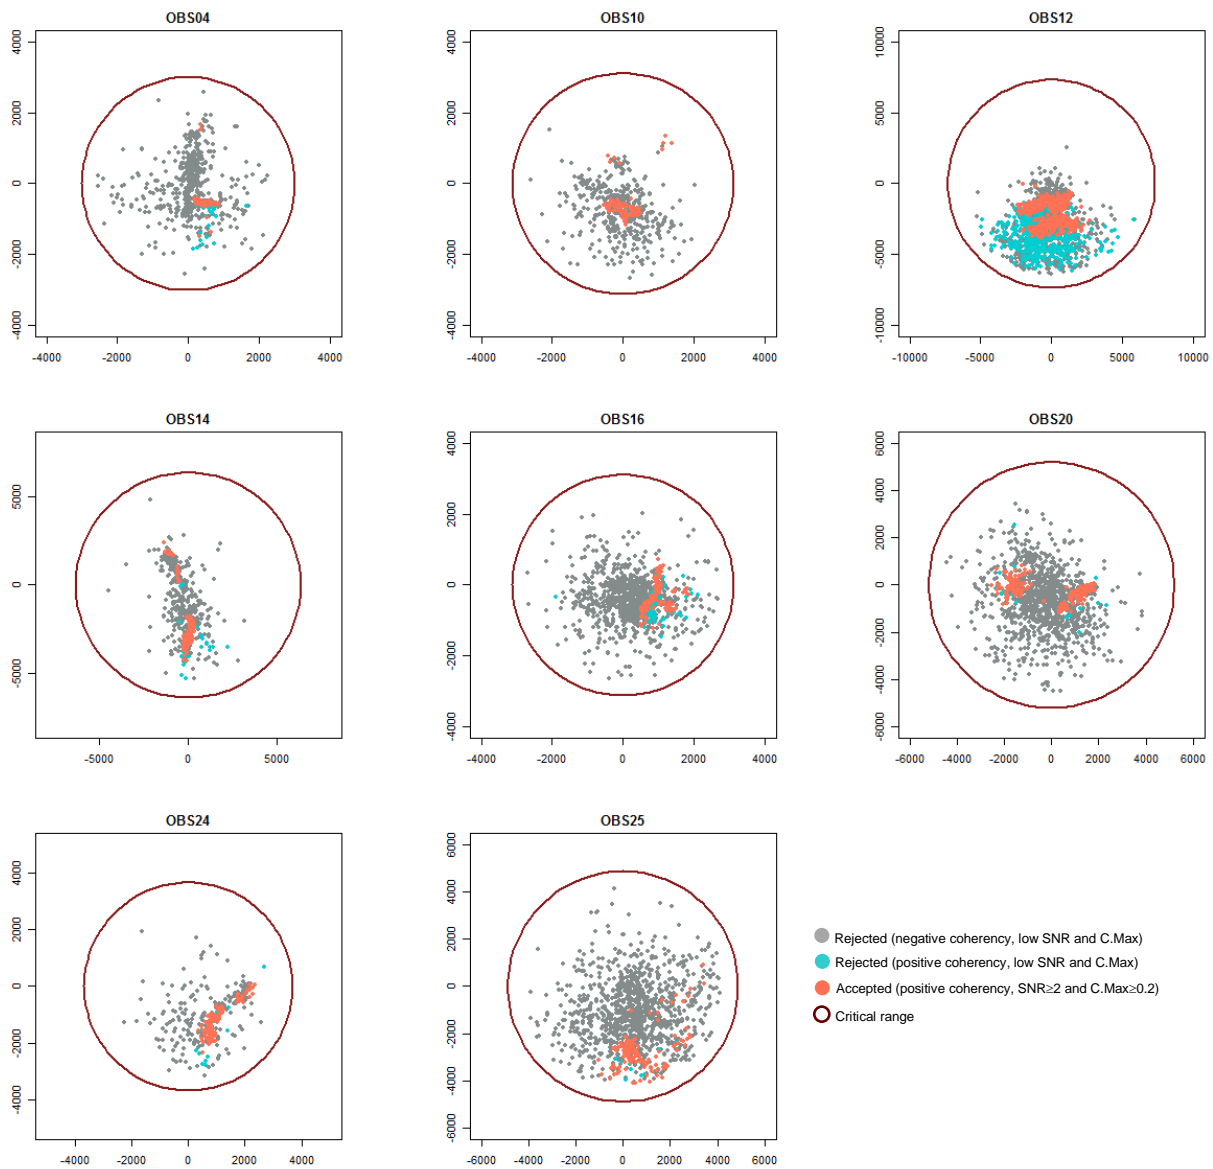 OBS04
4000
2000
0
-2000
-4000
-4000 -2000 0 2000 4000
OBS10
4000
2000
0
-2000
-4000
-4000 -2000 0 2000 4000
OBS12
10000
5000
0
-5000
-10000
-10000 -5000 0 5000 10000
OBS14
5000
0
-5000
-5000 0 5000
OBS16
4000
2000
0
-2000
-4000
-4000 -2000 0 2000 4000
OBS20
6000
4000
2000
0
-2000
-4000
-6000
-6000 -4000 -2000 0 2000 4000 6000
OBS24
4000
2000
0
-2000
-4000
-4000 -2000 0 2000 4000
OBS25
6000
4000
2000
0
-2000
-4000
-6000
-6000 -4000 -2000 0 2000 4000 6000
Rejected (negative coherency, low SNR and C.Max)
Rejected (positive coherency, low SNR and C.Max)
Accepted (positive coherency, SNR≥2 and C.Max≥0.2)
Critical range